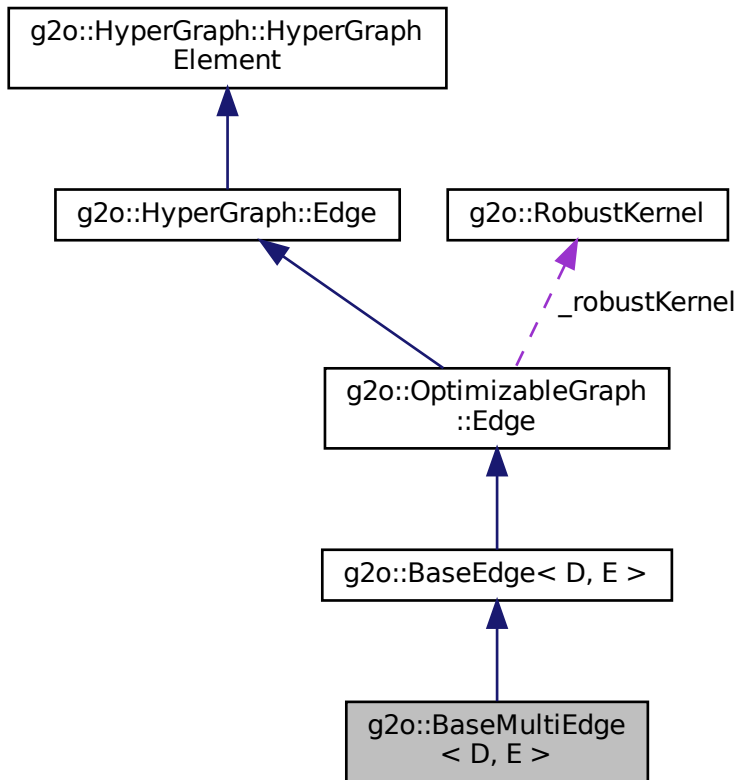 g2o::HyperGraph::HyperGraph
Element
g2o::HyperGraph::Edge
g2o::RobustKernel
_robustKernel
g2o::OptimizableGraph
::Edge
g2o::BaseEdge< D, E >
g2o::BaseMultiEdge
< D, E >